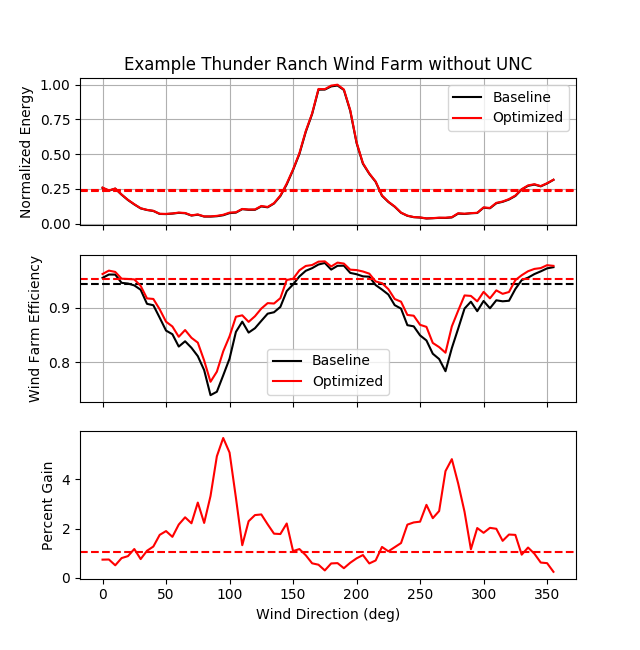 Example Thunder Ranch Wind Farm without UNC
Normalized Energy
1.00
0.75
0.50
0.25
0.00
Baseline
Optimized
Wind Farm Efficiency
0.9
0.8
Baseline
Optimized
Percent Gain
4
2
0
0 50 100 150 200 250 300 350
Wind Direction (deg)